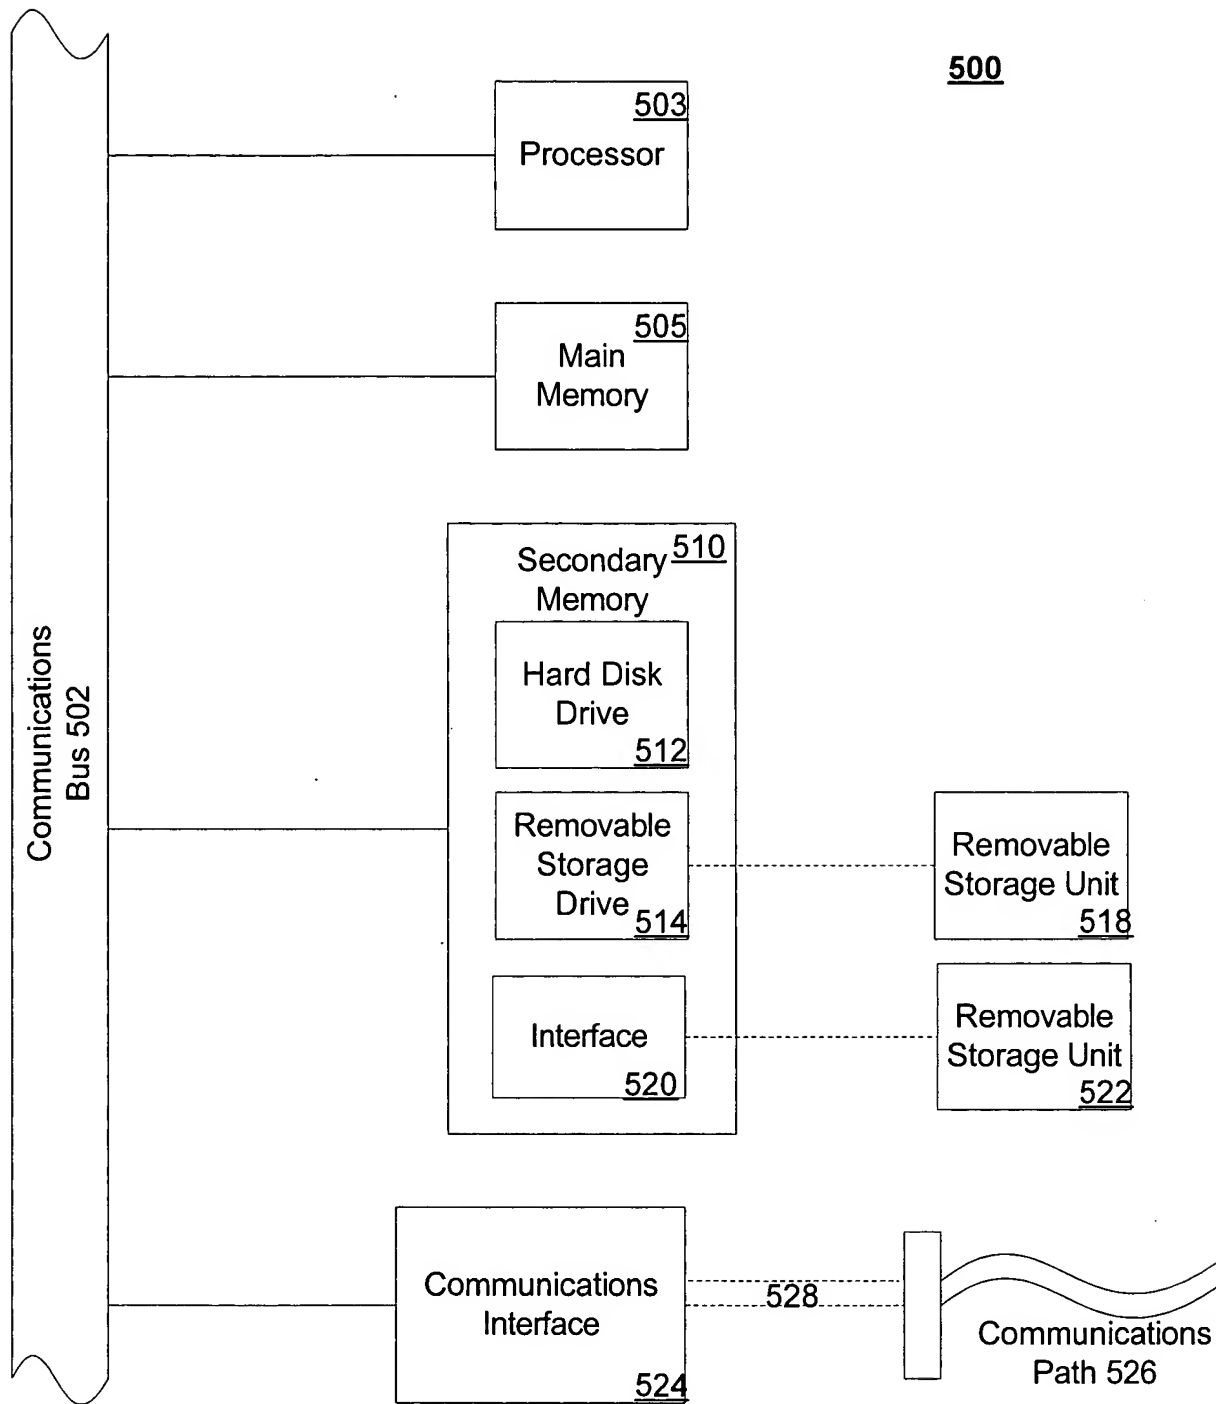 500
503
Processor
505
Main
Memory
510
Secondary
Memory
Hard Disk
Drive
512
Communications
Bus 502
Removable
Storage
Drive
514
Removable
Storage Unit
518
Interface
520
Removable
Storage Unit
522
Communications
Interface
524
528
Communications
Path 526